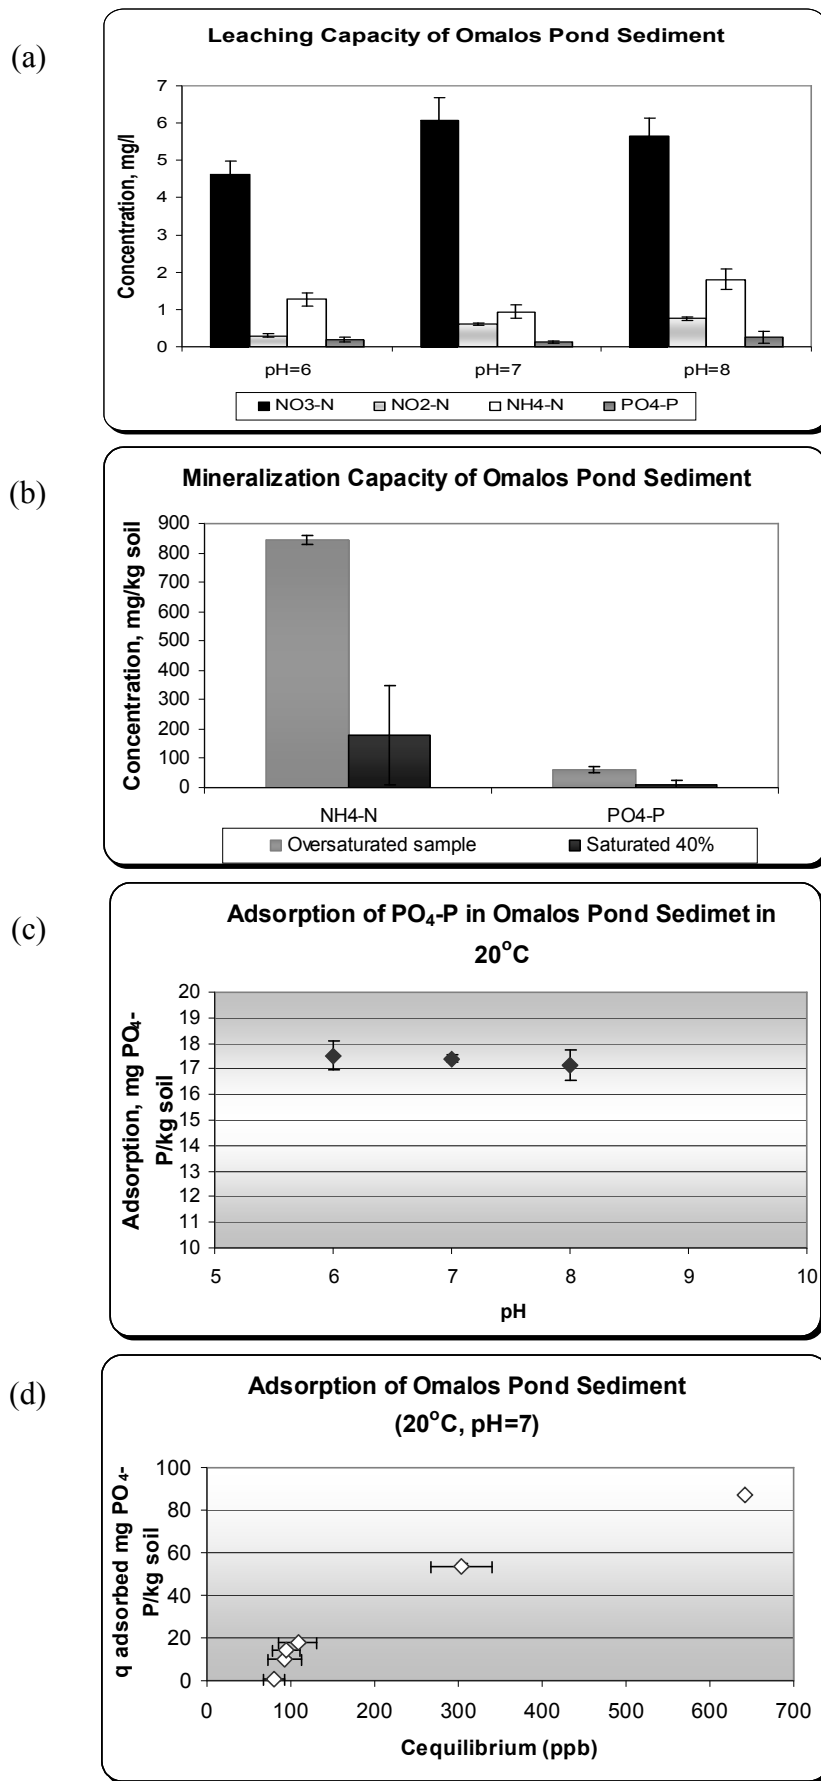 (a)
Leaching Capacity of Omalos Pond Sediment
Concentration, mg/l
7
6
5
4
3
2
1
0
pH=6 pH=7 pH=8
NO3-N NO2-N NH4-N PO4-P
(b)
Mineralization Capacity of Omalos Pond Sediment
Concentration, mg/kg soil
900
800
700
600
500
400
300
200
100
0
NH4-N PO4-P
Oversaturated sample Saturated 40%
(c)
Adsorption of PO₄-P in Omalos Pond Sedimet in
20°C
Adsorption, mg PO₄-
P/kg soil
20
19
18
17
16
15
14
13
12
11
10
5 6 7 8 9 10
pH
(d)
Adsorption of Omalos Pond Sediment
(20°C, pH=7)
q adsorbed mg PO₄-
P/kg soil
100
80
60
40
20
0
0 100 200 300 400 500 600 700
Cequilibrium (ppb)